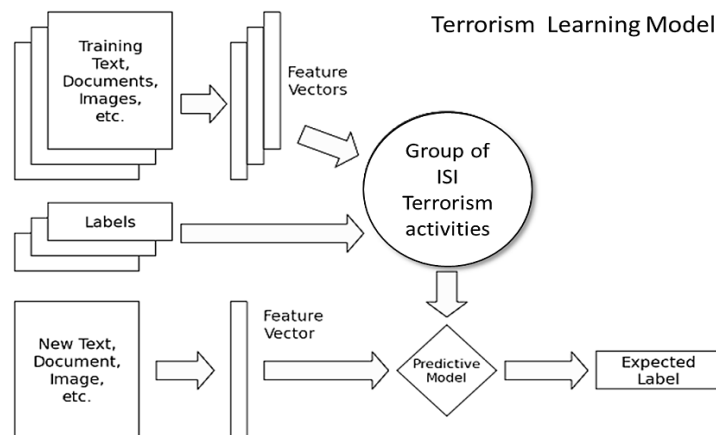 Terrorism Learning Model
Training
Text,
Documents,
Images,
etc.
Feature
Vectors
Group of
ISI
Terrorism
activities
Labels
New Text,
Document,
Image,
etc.
Feature
Vector
Predictive
Model
Expected
Label